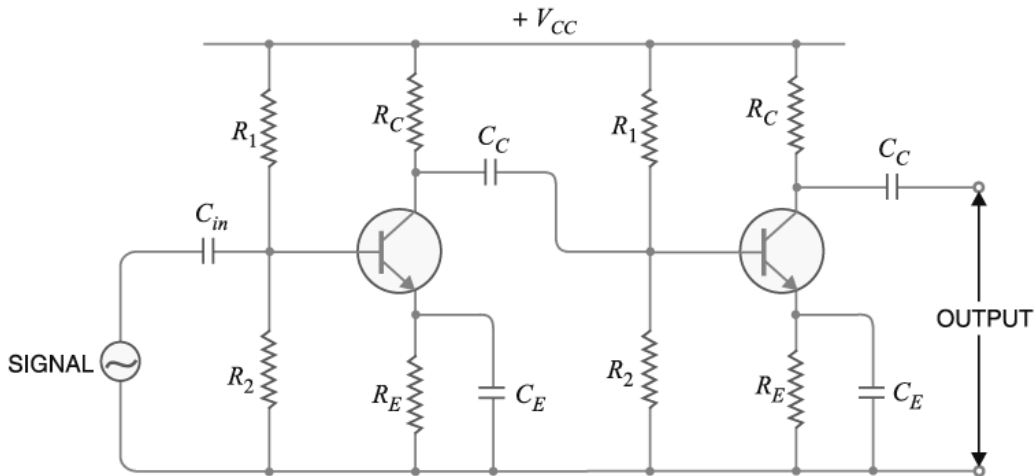 + V_CC
R_1
R_C
C_C
R_1
R_C
C_C
C_in
SIGNAL
R_2
R_E
C_E
R_2
R_E
C_E
OUTPUT